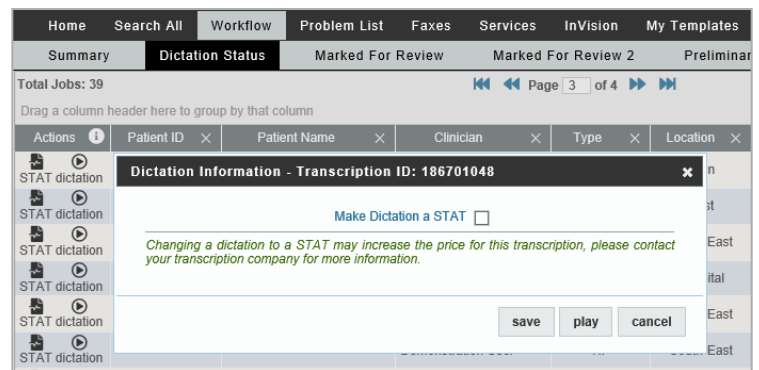 Home Search All Workflow Problem List Faxes Services InVision My Templates
Summary Dictation Status Marked For Review Marked For Review 2 Preliminar
Total Jobs: 39 Page 3 of 4
Drag a column header here to group by that column
Actions i Patient ID Patient Name Clinician Type Location
STAT dictation
Dictation Information - Transcription ID: 186701048
STAT dictation
Make Dictation a STAT
STAT dictation East
Changing a dictation to a STAT may increase the price for this transcription, please contact
your transcription company for more information.
STAT dictation ital
STAT dictation East
save play cancel
STAT dictation East